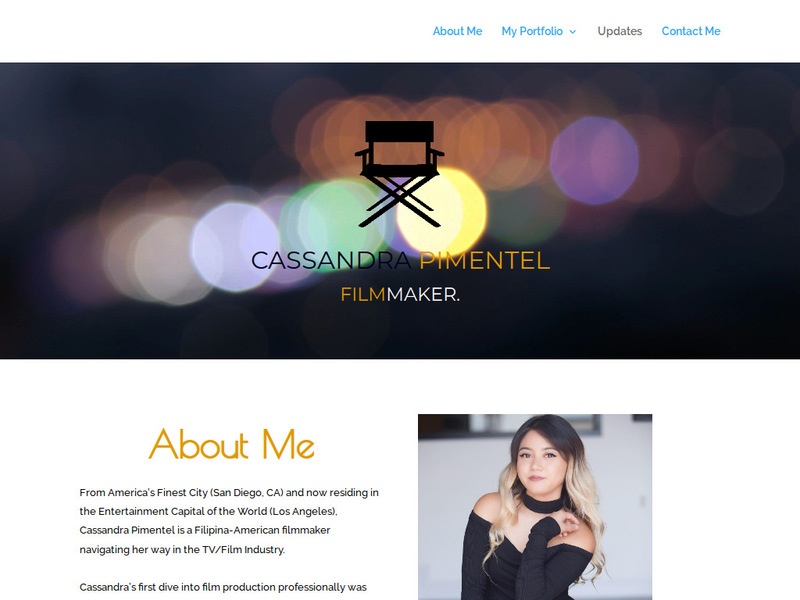 About Me My Portfolio Updates Contact Me
CASSANDRA PIMENTEL
FILMMAKER.
About Me
From America's Finest City (San Diego, CA) and now residing in
the Entertainment Capital of the World (Los Angeles),
Cassandra Pimentel is a Filipina-American filmmaker
navigating her way in the TV/Film Industry.
Cassandra's first dive into film production professionally was